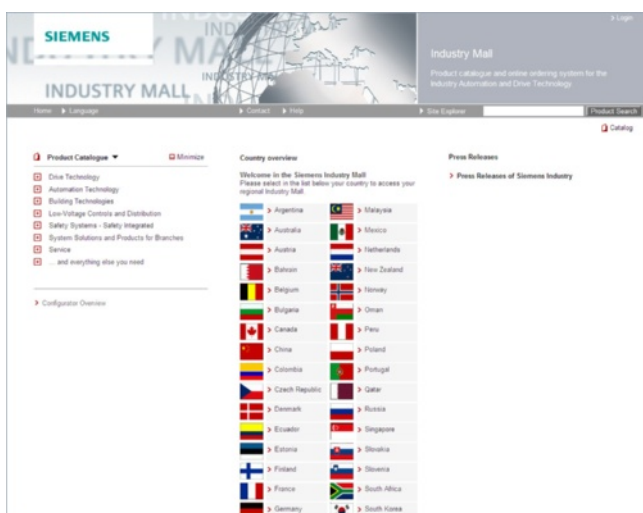 SIEMENS
INDUSTRY MALL
> Login
Industry Mall
Product catalogue and online ordering system for the
Industry Automation and Drive Technology
Home > Language > Contact > Help > Site Explorer Product Search
Catalog
Product Catalogue Minimize
Drive Technology
Automation Technology
Building Technologies
Low-Voltage Controls and Distribution
Safety Systems - Safety Integrated
System Solutions and Products for Branches
Service
... and everything else you need
> Configurator Overview
Country overview
Welcome in the Siemens Industry Mall
Please select in the list below your country to access your
regional Industry Mall.
> Argentina > Malaysia
> Australia > Mexico
> Austria > Netherlands
> Bahrain > New Zealand
> Belgium > Norway
> Bulgaria > Oman
> Canada > Peru
> China > Poland
> Colombia > Portugal
> Czech Republic > Qatar
> Denmark > Russia
> Ecuador > Singapore
> Estonia > Slovakia
> Finland > Slovenia
> France > South Africa
> Germany > South Korea
Press Releases
> Press Releases of Siemens Industry